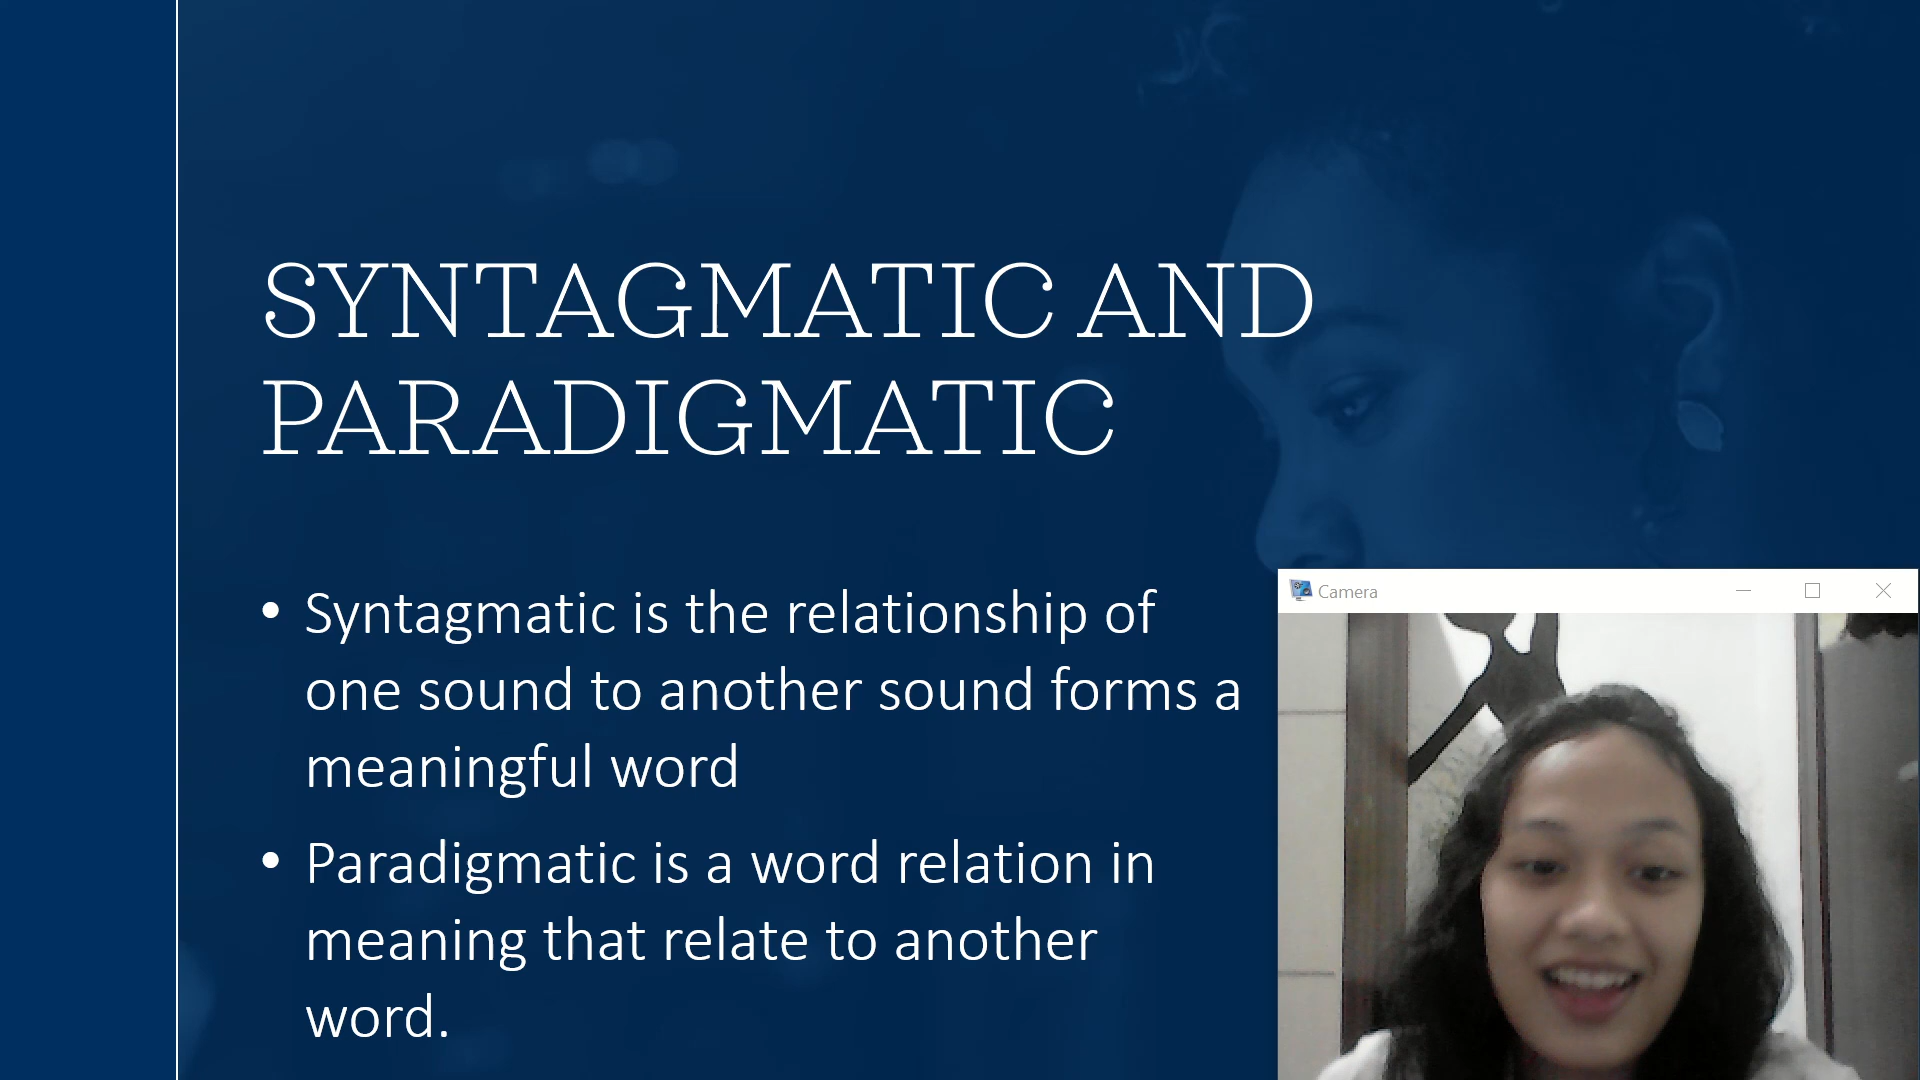 SYNTAGMATIC AND
PARADIGMATIC
• Syntagmatic is the relationship of
one sound to another sound forms a
meaningful word
• Paradigmatic is a word relation in
meaning that relate to another
word.
Camera